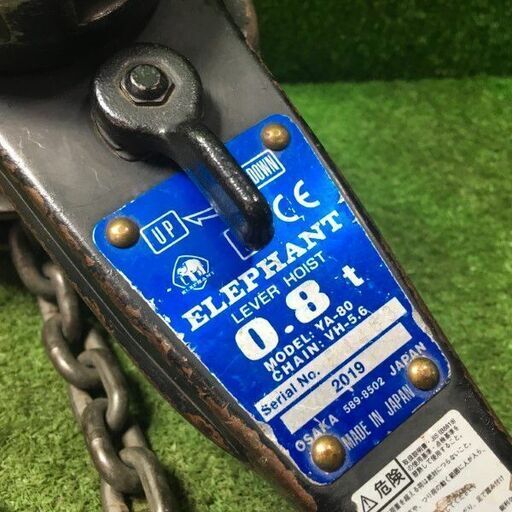 UP
DOWN
CE
ELEPHANT
ELEPHANT
LEVER HOIST
0.8 t
MODEL: YA-80
CHAIN: VH-5.6
Serial No.
2019
OSAKA 589-8502 JAPAN
MADE IN JAPAN
危険